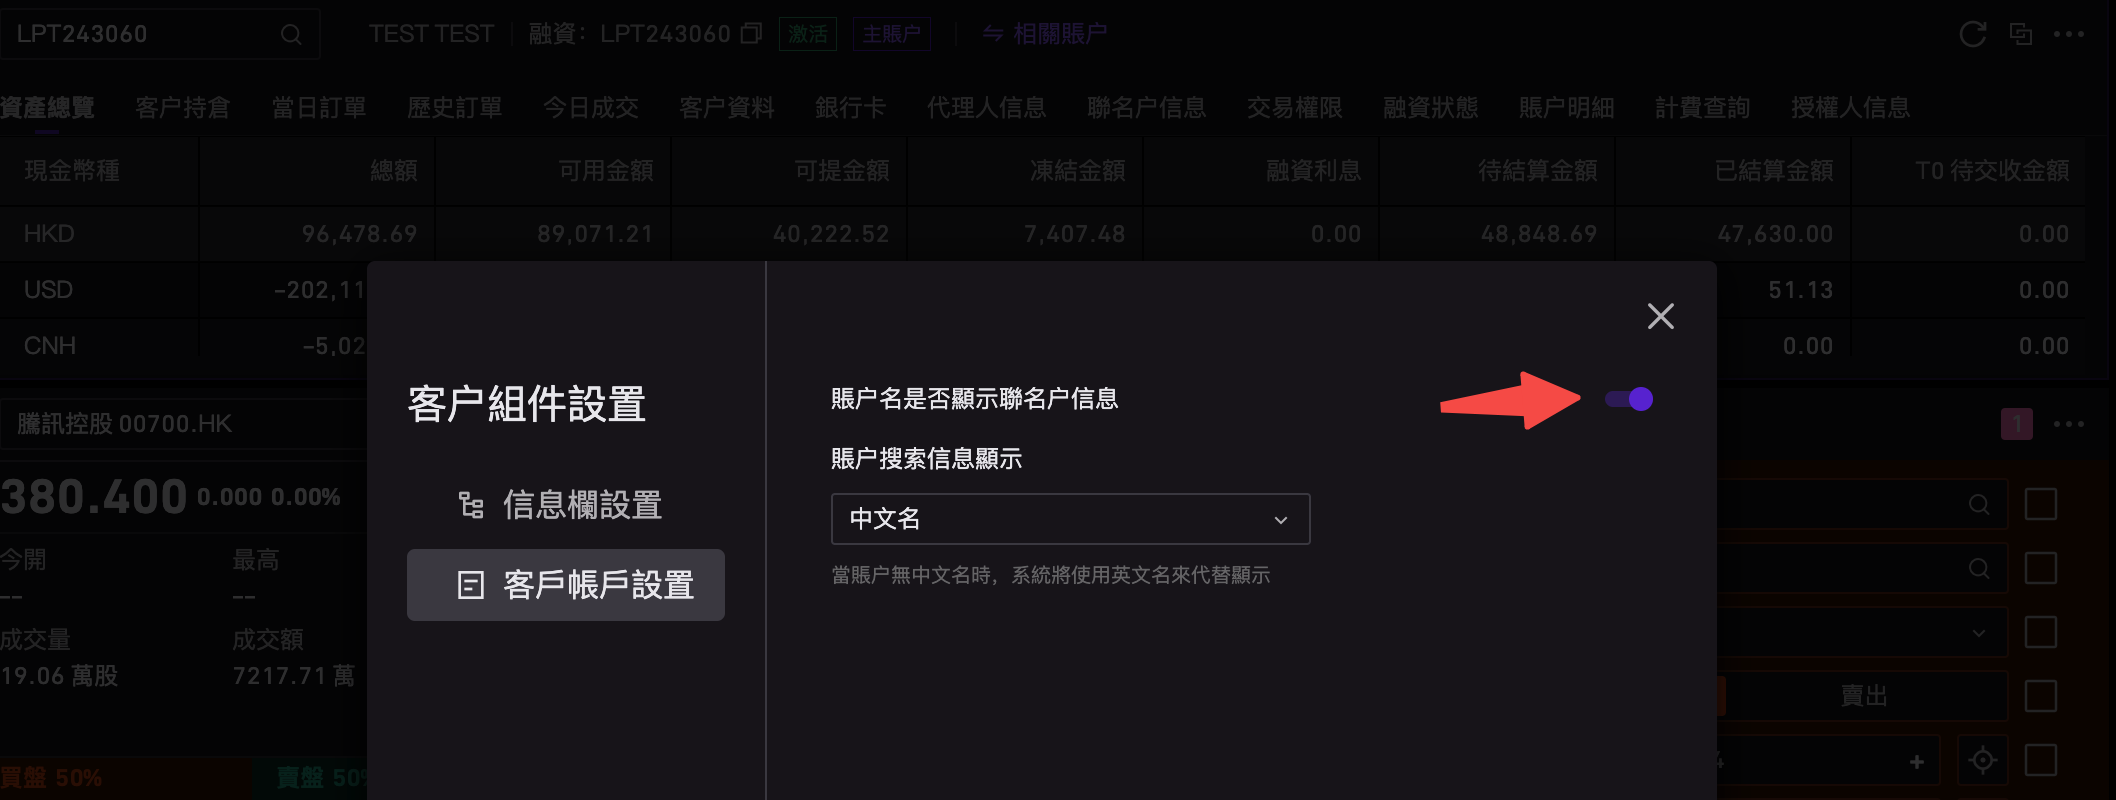 LPT243060 TEST TEST 融資：LPT243060 激活 主賬户 相關賬户
資產總覽 客户持倉 當日訂單 歷史訂單 今日成交 客户資料 銀行卡 代理人信息 聯名户信息 交易權限 融資狀態 賬户明細 計費查詢 授權人信息
現金幣種 總額 可用金額 可提金額 凍結金額 融資利息 待結算金額 已結算金額 T0 待交收金額
HKD 96,478.69 89,071.21 40,222.52 7,407.48 0.00 48,848.69 47,630.00 0.00
USD -202,11 51.13 0.00
CNH -5,02 0.00 0.00
客户組件設置
信息欄設置
客戶帳戶設置
賬户名是否顯示聯名户信息
賬户搜索信息顯示
中文名
當賬户無中文名時，系統將使用英文名來代替顯示
騰訊控股 00700.HK
1
380.400 0.000 0.00%
今開 最高
-- --
成交量 成交額
19.06 萬股 7217.71 萬
賣出
買盤 50% 賣盤 50%